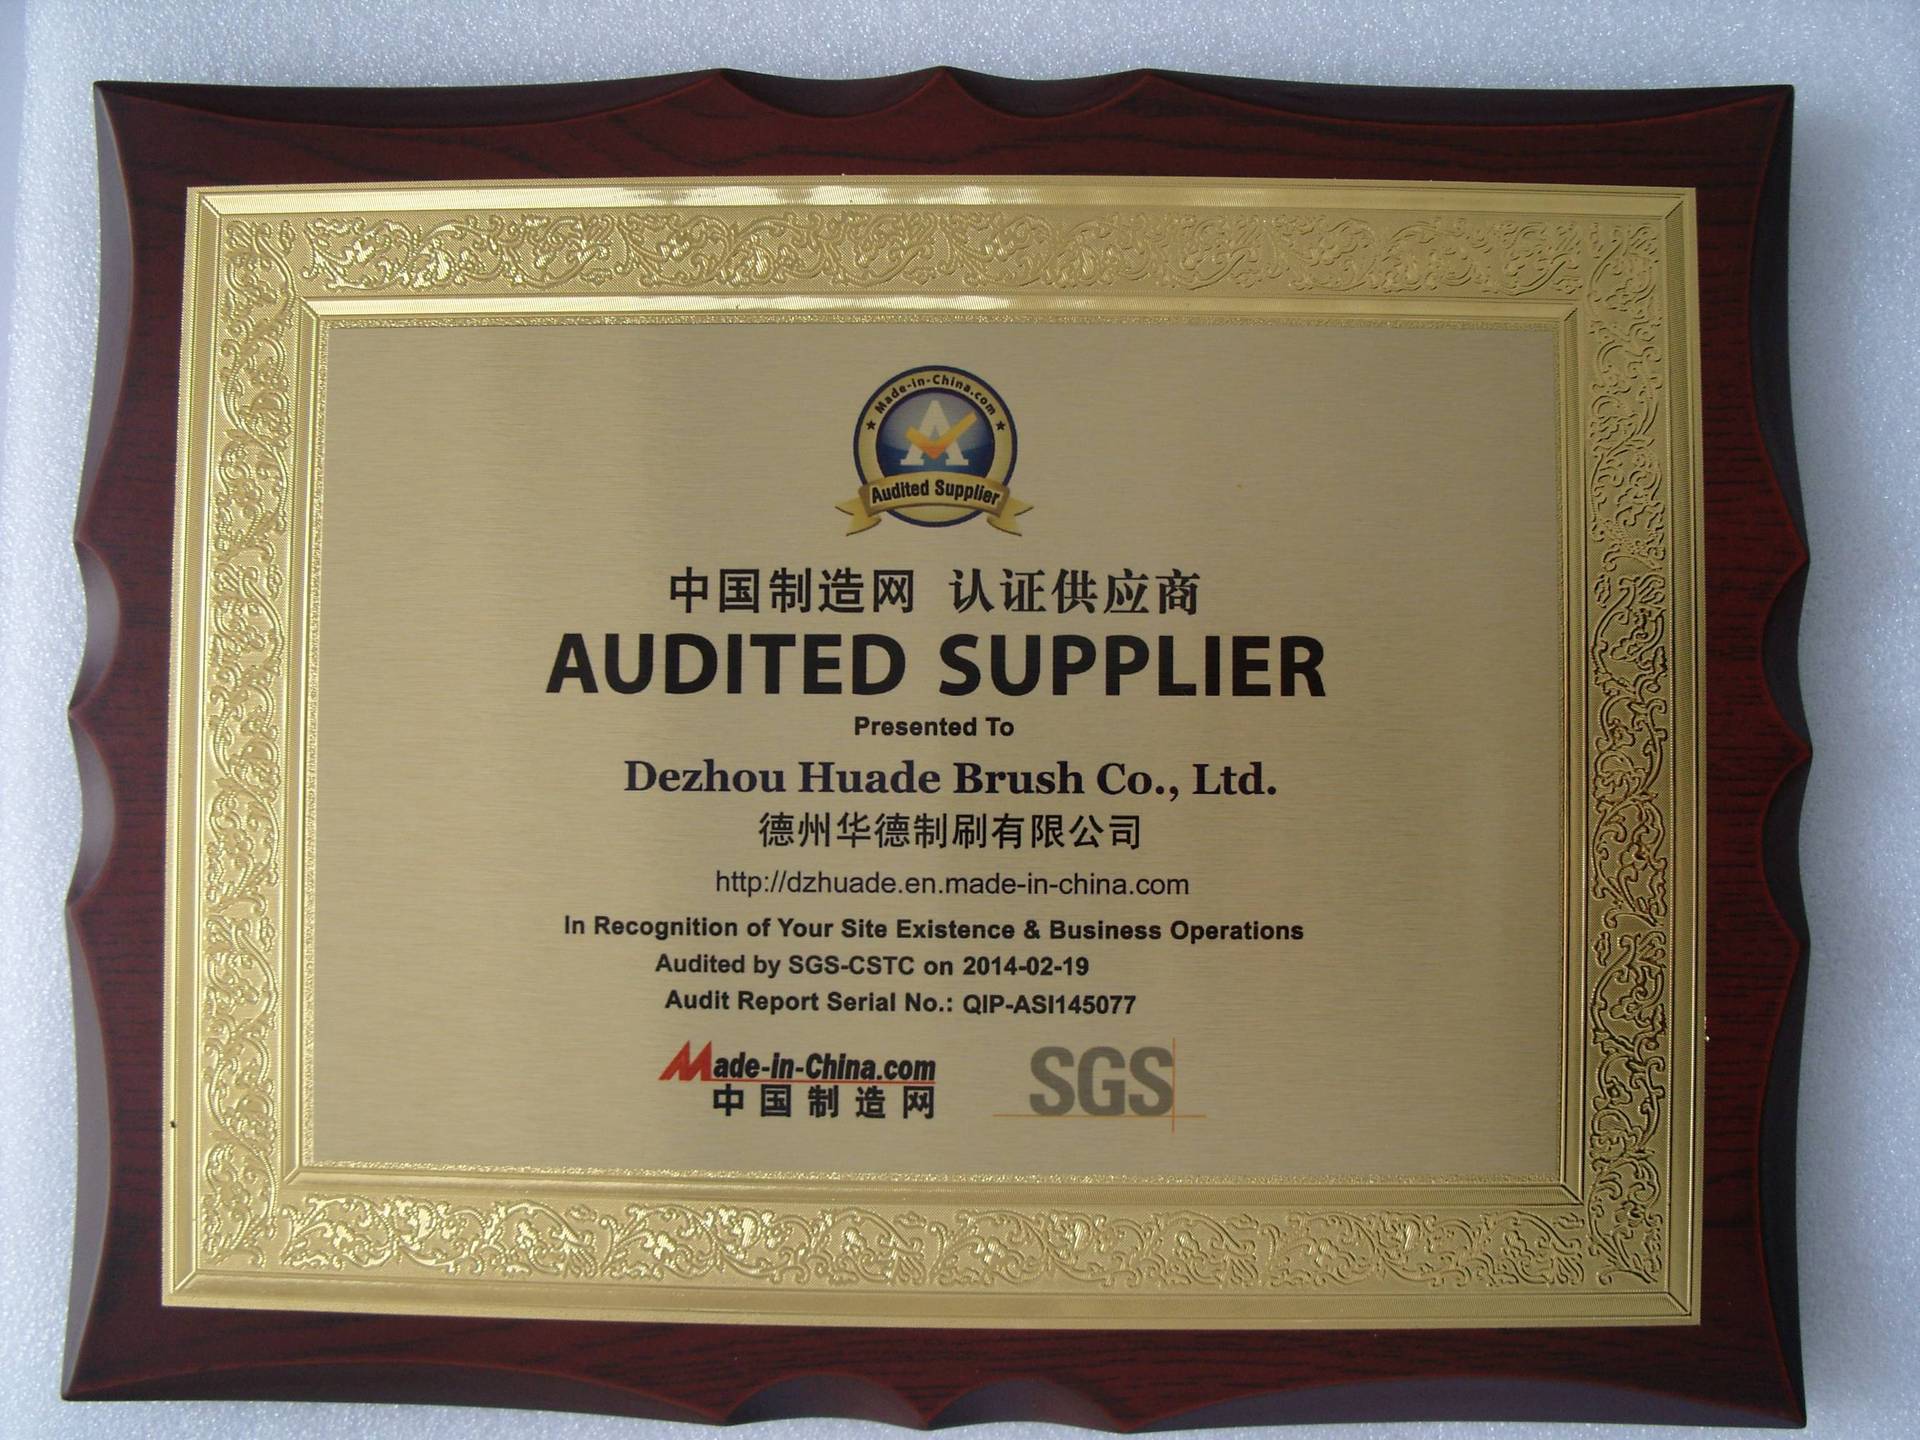 Made-in-China.com
A
Audited Supplier
中国制造网 认证供应商
AUDITED SUPPLIER
Presented To
Dezhou Huade Brush Co., Ltd.
德州华德制刷有限公司
http://dzhuade.en.made-in-china.com
In Recognition of Your Site Existence & Business Operations
Audited by SGS-CSTC on 2014-02-19
Audit Report Serial No.: QIP-ASI145077
Made-in-China.com
中国制造网
SGS